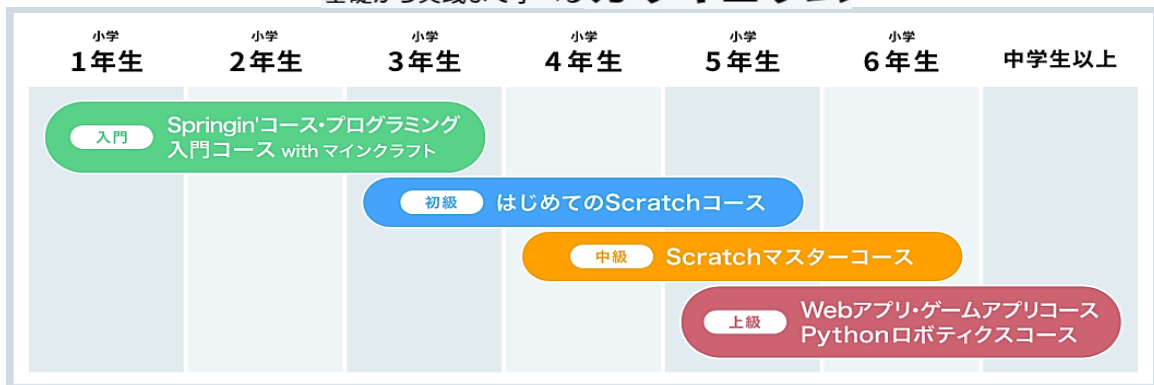 小学 小学 小学 小学 小学 小学
1年生 2年生 3年生 4年生 5年生 6年生 中学生以上
入門 Springin'コース・プログラミング
入門コース with マインクラフト
初級 はじめてのScratchコース
中級 Scratchマスターコース
上級 Webアプリ・ゲームアプリコース
Pythonロボティクスコース